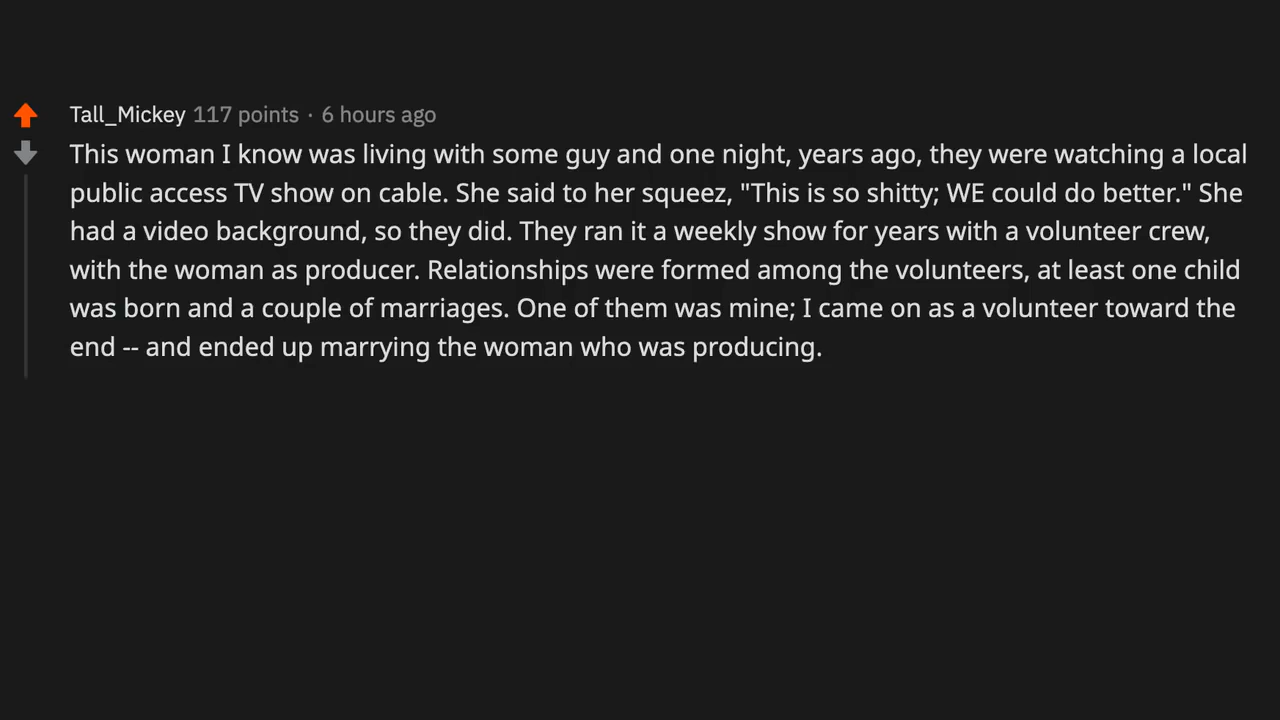 Tall_Mickey 117 points · 6 hours ago
This woman I know was living with some guy and one night, years ago, they were watching a local
public access TV show on cable. She said to her squeez, "This is so shitty; WE could do better." She
had a video background, so they did. They ran it a weekly show for years with a volunteer crew,
with the woman as producer. Relationships were formed among the volunteers, at least one child
was born and a couple of marriages. One of them was mine; I came on as a volunteer toward the
end -- and ended up marrying the woman who was producing.